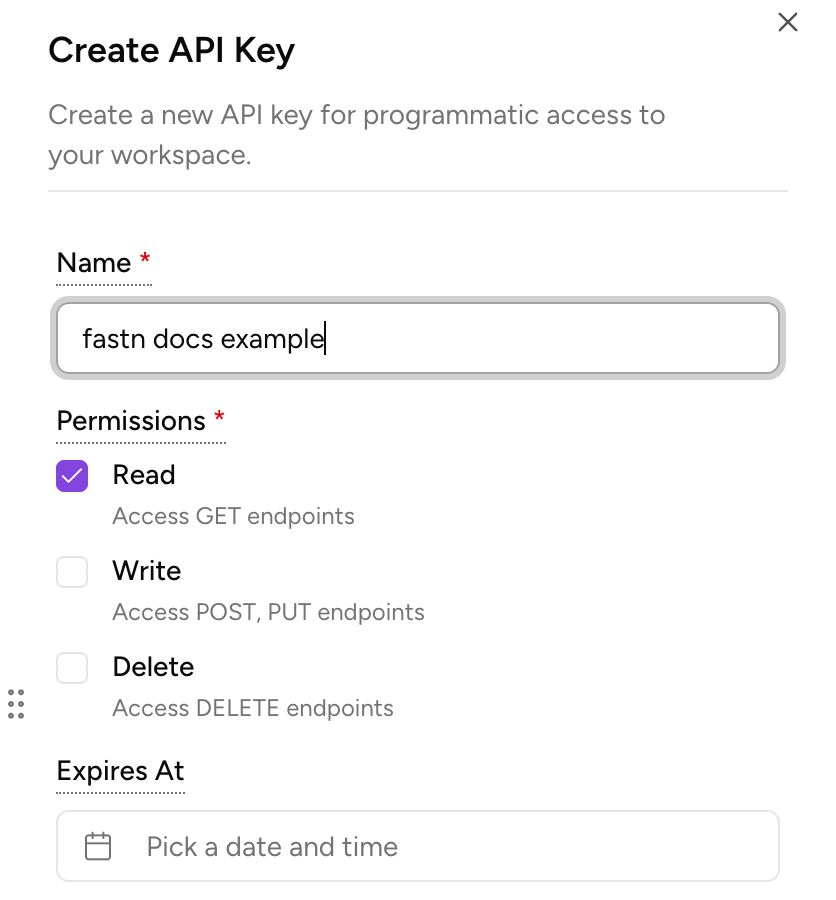 Create API Key
Create a new API key for programmatic access to
your workspace.
Name *
fastn docs example
Permissions *
Read
Access GET endpoints
Write
Access POST, PUT endpoints
Delete
Access DELETE endpoints
Expires At
Pick a date and time